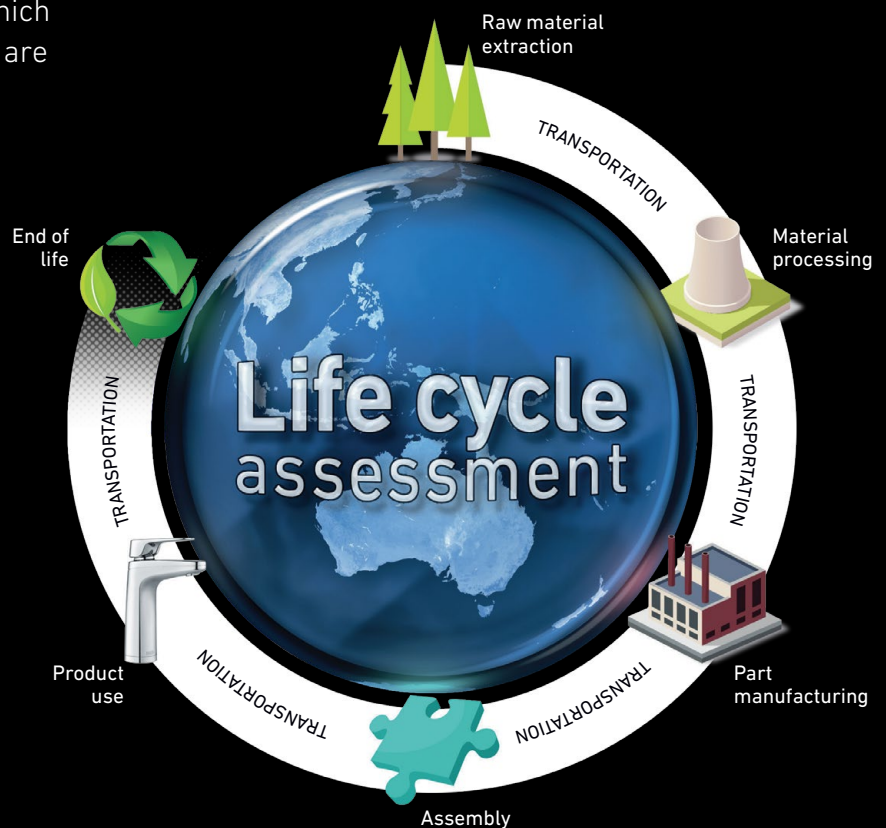 hich
are
Raw material
extraction
TRANSPORTATION
Material
processing
TRANSPORTATION
Part
manufacturing
TRANSPORTATION
Assembly
TRANSPORTATION
Product
use
TRANSPORTATION
End of
life
Life cycle
assessment